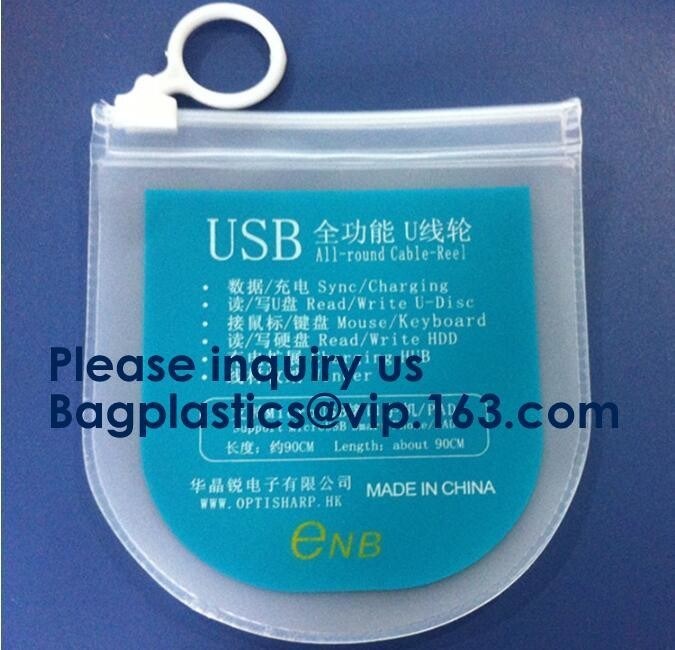 USB 全功能 U线轮
All-round Cable-Reel
· 数据/充电 Sync/Charging
· 读/写U盘 Read/Write U-Disc
· 接鼠标/键盘 Mouse/Keyboard
· 读/写硬盘 Read/Write HDD
Please inquiry us
Bagplastics@vip.163.com
长度：约90CM Length: about 90CM
华晶锐电子有限公司 MADE IN CHINA
WWW.OPTISHARP.HK
eNB